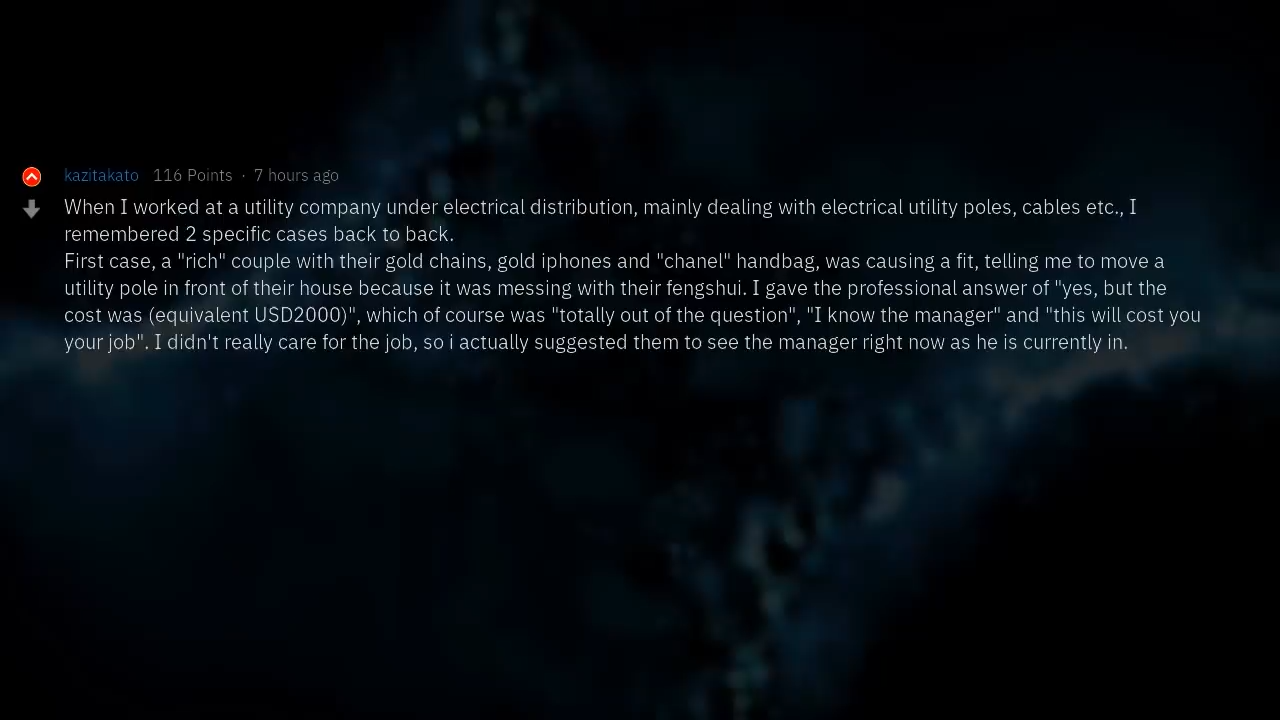 kazitakato 116 Points · 7 hours ago
When I worked at a utility company under electrical distribution, mainly dealing with electrical utility poles, cables etc., I
remembered 2 specific cases back to back.
First case, a "rich" couple with their gold chains, gold iphones and "chanel" handbag, was causing a fit, telling me to move a
utility pole in front of their house because it was messing with their fengshui. I gave the professional answer of "yes, but the
cost was (equivalent USD2000)", which of course was "totally out of the question", "I know the manager" and "this will cost you
your job". I didn't really care for the job, so i actually suggested them to see the manager right now as he is currently in.